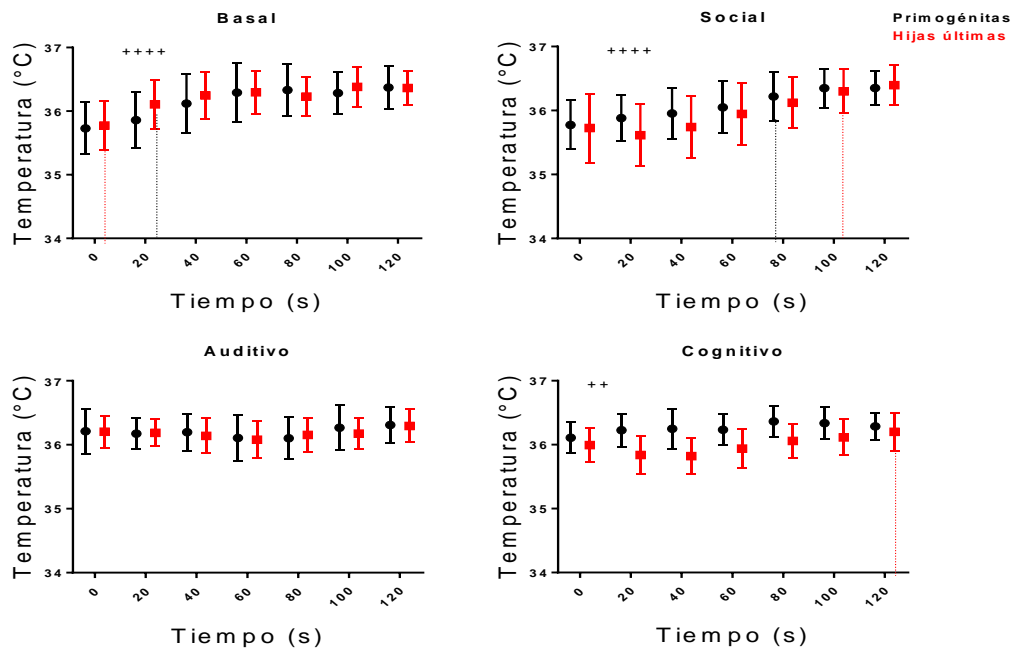 Basal
++++
Temperatura (°C)
37
36
35
34
0 20 40 60 80 100 120
Tiempo (s)
Social
++++
Temperatura (°C)
37
36
35
34
0 20 40 60 80 100 120
Tiempo (s)
Primogénitas
Hijas últimas
Auditivo
Temperatura (°C)
37
36
35
34
0 20 40 60 80 100 120
Tiempo (s)
Cognitivo
++
Temperatura (°C)
37
36
35
34
0 20 40 60 80 100 120
Tiempo (s)